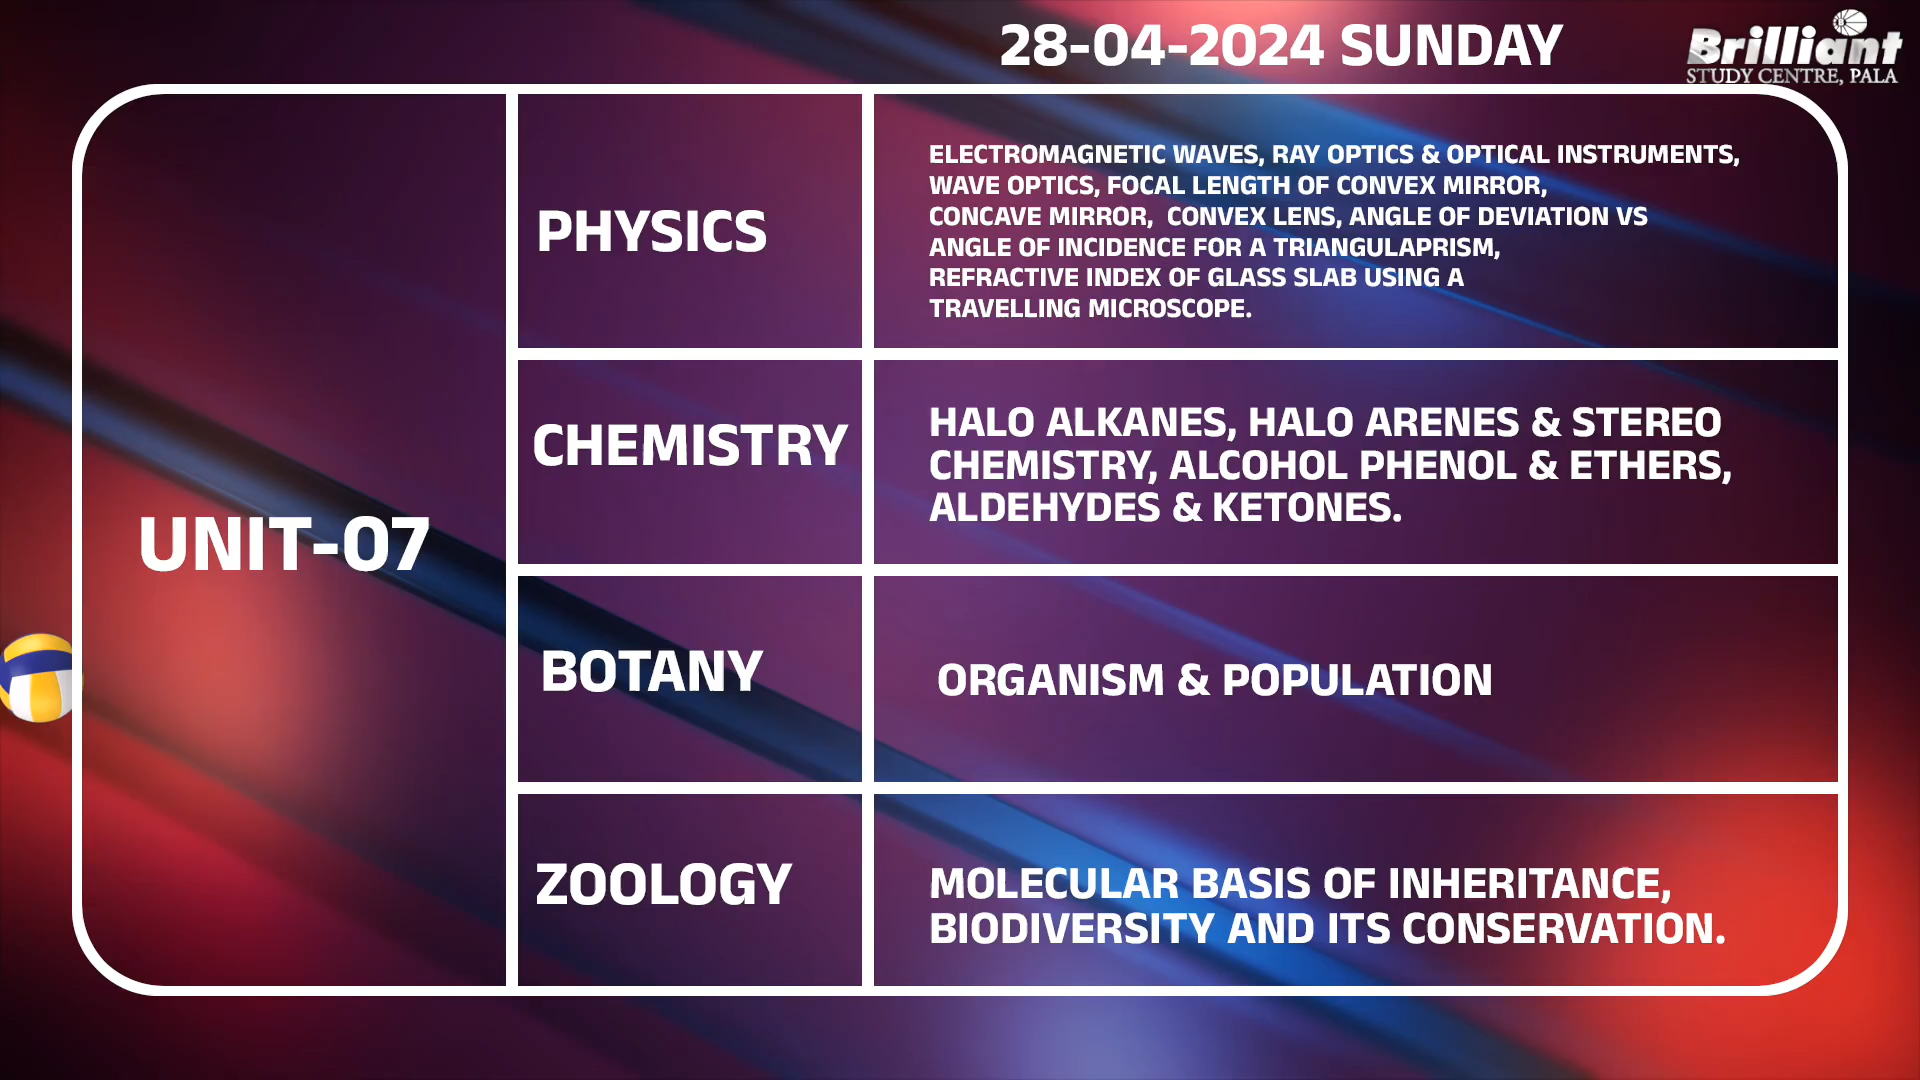 28-04-2024 SUNDAY
Brilliant
STUDY CENTRE, PALA
UNIT-07
PHYSICS
ELECTROMAGNETIC WAVES, RAY OPTICS & OPTICAL INSTRUMENTS,
WAVE OPTICS, FOCAL LENGTH OF CONVEX MIRROR,
CONCAVE MIRROR, CONVEX LENS, ANGLE OF DEVIATION VS
ANGLE OF INCIDENCE FOR A TRIANGULAPRISM,
REFRACTIVE INDEX OF GLASS SLAB USING A
TRAVELLING MICROSCOPE.
CHEMISTRY
HALO ALKANES, HALO ARENES & STEREO
CHEMISTRY, ALCOHOL PHENOL & ETHERS,
ALDEHYDES & KETONES.
BOTANY
ORGANISM & POPULATION
ZOOLOGY
MOLECULAR BASIS OF INHERITANCE,
BIODIVERSITY AND ITS CONSERVATION.